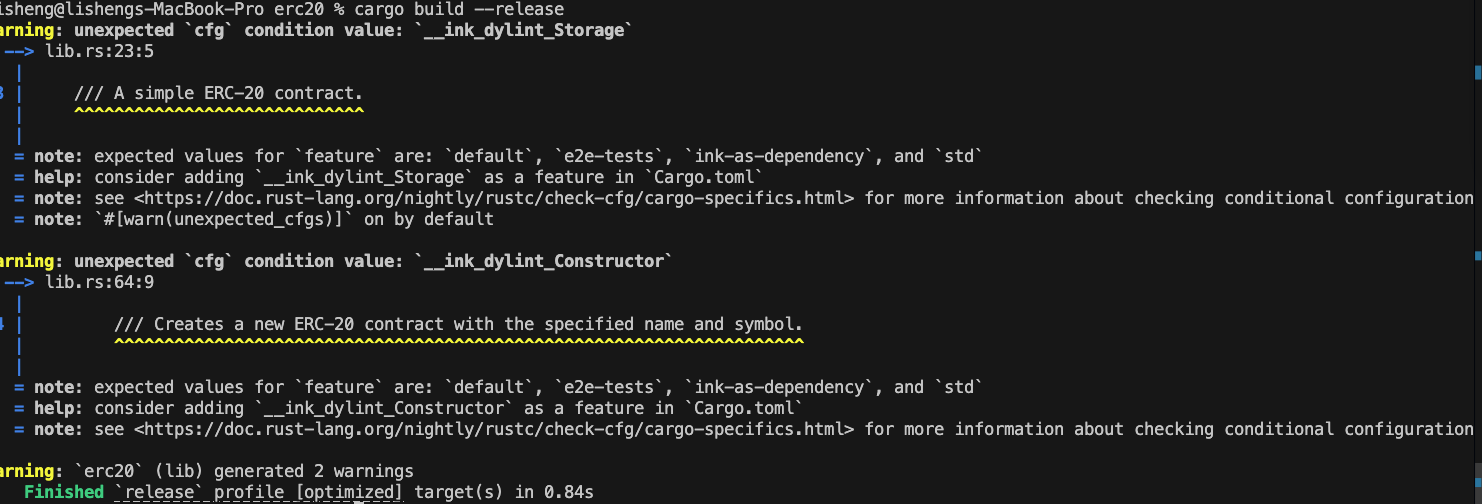 isheng@lishengs-MacBook-Pro erc20 % cargo build --release
arning: unexpected `cfg` condition value: `__ink_dylint_Storage`
--> lib.rs:23:5
|
3 | /// A simple ERC-20 contract.
| ^^^^^^^^^^^^^^^^^^^^^^^^^^^^^
|
= note: expected values for `feature` are: `default`, `e2e-tests`, `ink-as-dependency`, and `std`
= help: consider adding `__ink_dylint_Storage` as a feature in `Cargo.toml`
= note: see <https://doc.rust-lang.org/nightly/rustc/check-cfg/cargo-specifics.html> for more information about checking conditional configuration
= note: `#[warn(unexpected_cfgs)]` on by default
arning: unexpected `cfg` condition value: `__ink_dylint_Constructor`
--> lib.rs:64:9
|
4 | /// Creates a new ERC-20 contract with the specified name and symbol.
| ^^^^^^^^^^^^^^^^^^^^^^^^^^^^^^^^^^^^^^^^^^^^^^^^^^^^^^^^^^^^^^^^^^^^^
|
= note: expected values for `feature` are: `default`, `e2e-tests`, `ink-as-dependency`, and `std`
= help: consider adding `__ink_dylint_Constructor` as a feature in `Cargo.toml`
= note: see <https://doc.rust-lang.org/nightly/rustc/check-cfg/cargo-specifics.html> for more information about checking conditional configuration
arning: `erc20` (lib) generated 2 warnings
Finished `release` profile [optimized] target(s) in 0.84s